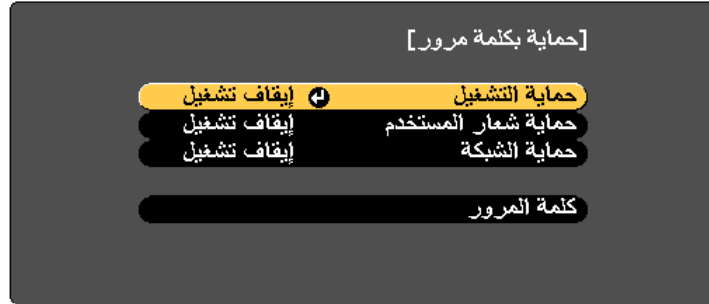 [حماية بكلمة مرور]
حماية التشغيل إيقاف تشغيل
حماية شعار المستخدم إيقاف تشغيل
حماية الشبكة إيقاف تشغيل
كلمة المرور